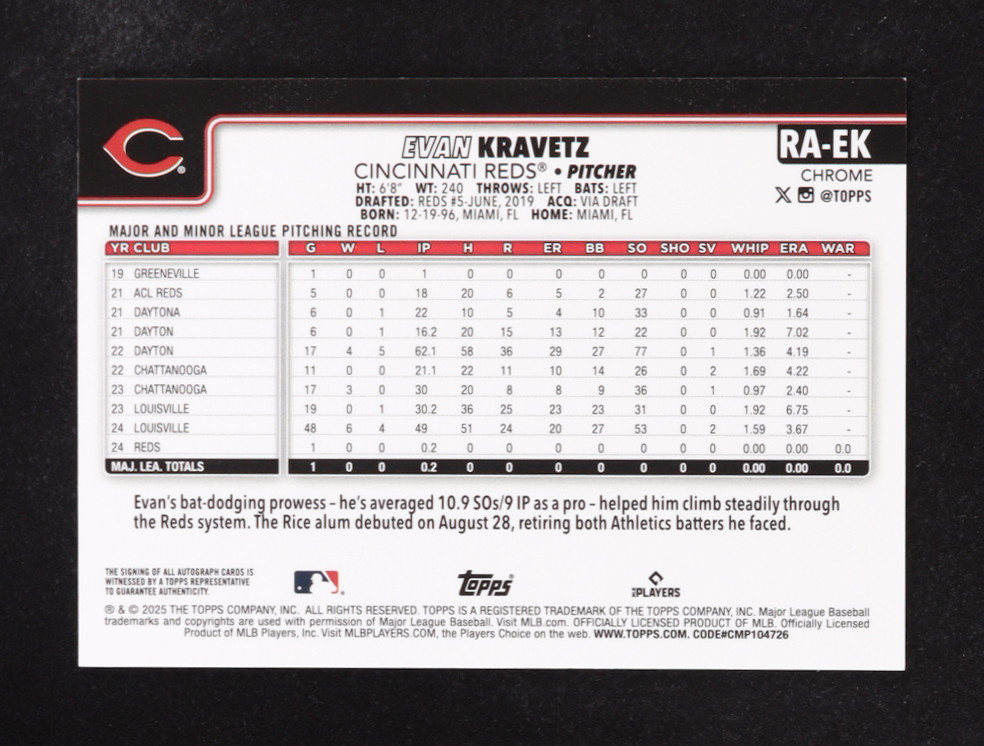 EVAN KRAVETZ
RA-EK
CINCINNATI REDS® • PITCHER
CHROME
HT: 6'8" WT: 240 THROWS: LEFT BATS: LEFT
@TOPPS
DRAFTED: REDS #5-JUNE, 2019 ACQ: VIA DRAFT
BORN: 12-19-96, MIAMI, FL HOME: MIAMI, FL
MAJOR AND MINOR LEAGUE PITCHING RECORD
YR CLUB G W L IP H R ER BB SO SHO SV WHIP ERA WAR
19 GREENEVILLE 1 0 0 1 0 0 0 0 0 0 0 0.00 0.00 -
21 ACL REDS 5 0 0 18 20 6 5 2 27 0 0 1.22 2.50 -
21 DAYTONA 6 0 1 22 10 5 4 10 33 0 0 0.91 1.64 -
21 DAYTON 6 0 1 16.2 20 15 13 12 22 0 0 1.92 7.02 -
22 DAYTON 17 4 5 62.1 58 36 29 27 77 0 1 1.36 4.19 -
22 CHATTANOOGA 11 0 0 21.1 22 11 10 14 26 0 2 1.69 4.22 -
23 CHATTANOOGA 17 3 0 30 20 8 8 9 36 0 1 0.97 2.40 -
23 LOUISVILLE 19 0 1 30.2 36 25 23 23 31 0 0 1.92 6.75 -
24 LOUISVILLE 48 6 4 49 51 24 20 27 53 0 2 1.59 3.67 -
24 REDS 1 0 0 0.2 0 0 0 0 0 0 0 0.00 0.00 0.0
MAJ. LEA. TOTALS 1 0 0 0.2 0 0 0 0 0 0 0 0.00 0.00 0.0
Evan's bat-dodging prowess – he's averaged 10.9 SOs/9 IP as a pro – helped him climb steadily through
the Reds system. The Rice alum debuted on August 28, retiring both Athletics batters he faced.
THE SIGNING OF ALL AUTOGRAPH CARDS IS
WITNESSED BY A TOPPS REPRESENTATIVE
TO GUARANTEE AUTHENTICITY.
Topps®
MLBPLAYERS
® & © 2025 THE TOPPS COMPANY, INC. ALL RIGHTS RESERVED. TOPPS IS A REGISTERED TRADEMARK OF THE TOPPS COMPANY, INC. Major League Baseball
trademarks and copyrights are used with permission of Major League Baseball. Visit MLB.com. OFFICIALLY LICENSED PRODUCT OF MLB. Officially Licensed
Product of MLB Players, Inc. Visit MLBPLAYERS.COM, the Players Choice on the web. WWW.TOPPS.COM. CODE#CMP104726